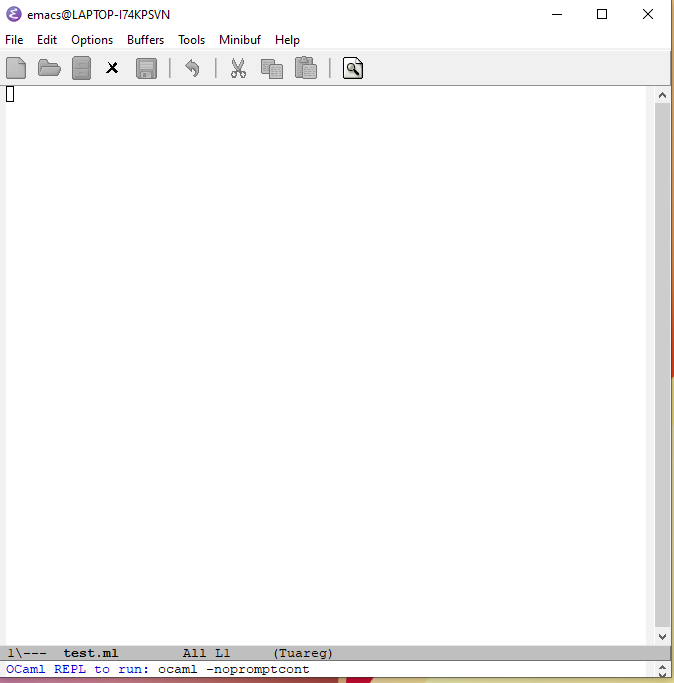 emacs@LAPTOP-I74KPSVN
File Edit Options Buffers Tools Minibuf Help
1\--- test.ml All L1 (Tuareg)
OCaml REPL to run: ocaml -nopromptcont